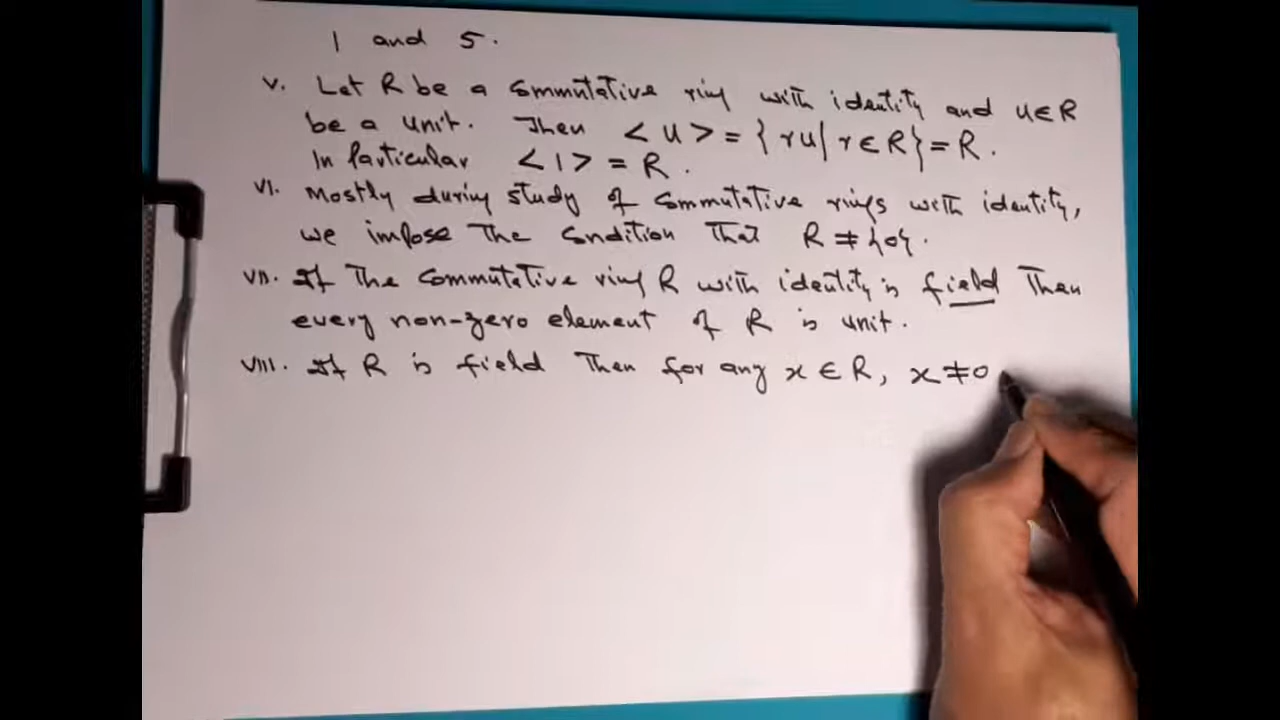 1 and 5.
v. Let R be a Commutative ring with identity and u∈R
be a unit. Then <u> = {ru|r∈R} = R.
In Particular <1> = R.
vi. Mostly during study of Commutative rings with identity,
we impose The Condition That R ≠ {0}.
vii. If The Commutative ring R with identity is field Then
every non-zero element of R is unit.
viii. If R is field Then for any x ∈ R, x ≠ 0